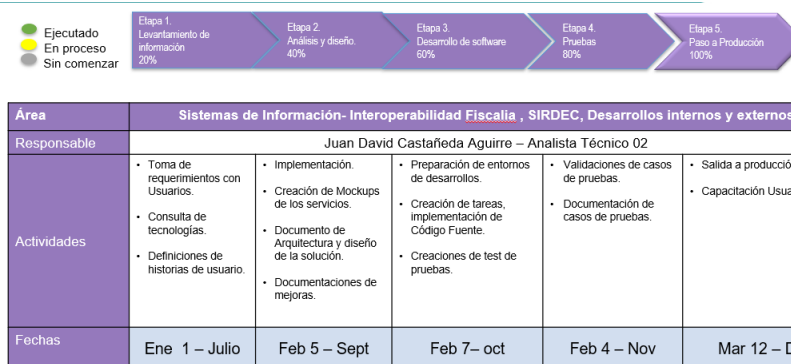 Ejecutado
En proceso
Sin comenzar
Etapa 1.
Levantamiento de
información
20%
Etapa 2.
Análisis y diseño.
40%
Etapa 3.
Desarrollo de software
60%
Etapa 4.
Pruebas
80%
Etapa 5.
Paso a Producción
100%
Área
Sistemas de Información- Interoperabilidad Fiscalia , SIRDEC, Desarrollos internos y externos
Responsable
Juan David Castañeda Aguirre – Analista Técnico 02
Actividades
• Toma de
requerimientos con
Usuarios.
• Consulta de
tecnologías.
• Definiciones de
historias de usuario.
• Implementación.
• Creación de Mockups
de los servicios.
• Documento de
Arquitectura y diseño
de la solución.
• Documentaciones de
mejoras.
• Preparación de entornos
de desarrollos.
• Creación de tareas,
implementación de
Código Fuente.
• Creaciones de test de
pruebas.
• Validaciones de casos
de pruebas.
• Documentación de
casos de pruebas.
• Salida a producció
• Capacitación Usua
Fechas
Ene 1 – Julio
Feb 5 – Sept
Feb 7– oct
Feb 4 – Nov
Mar 12 –